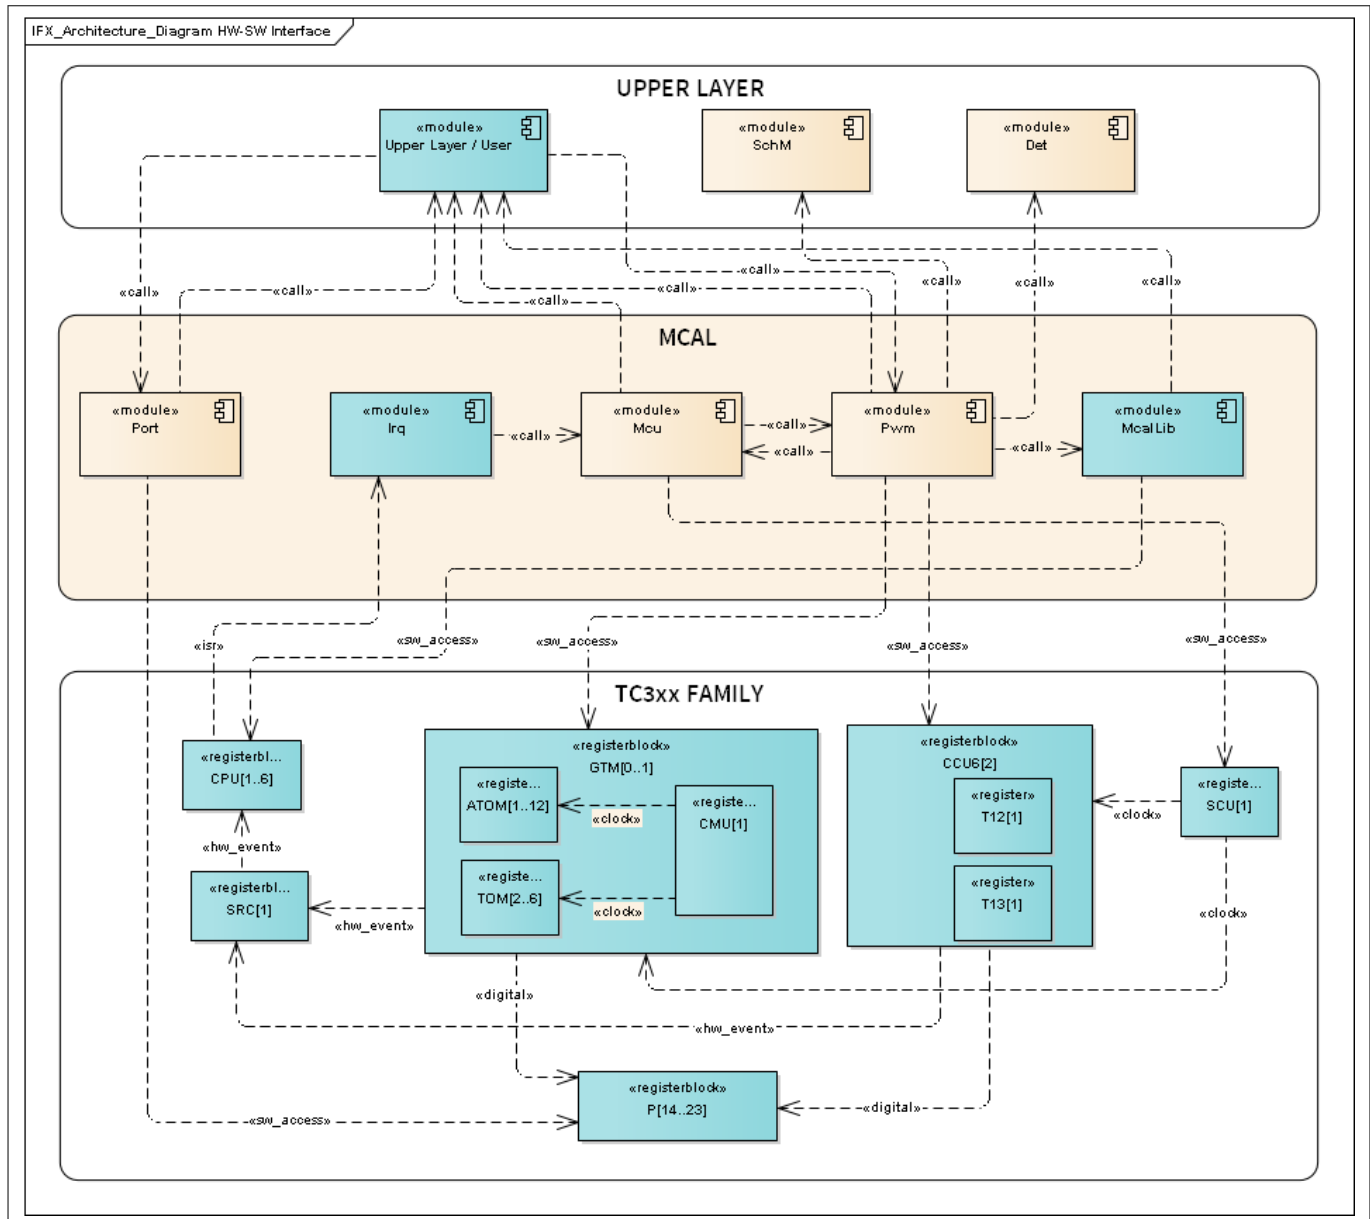 IFX_Architecture_Diagram HW-SW Interface
UPPER LAYER
«module»
Upper Layer / User
«module»
SchM
«module»
Det
«call»
«call»
«call»
«call»
«call»
«call»
«call»
«call»
MCAL
«module»
Port
«module»
Irq
«call»
«module»
Mcu
«call»
«call»
«module»
Pwm
«call»
«module»
McalLib
«isr»
«sw_access»
«sw_access»
«sw_access»
«sw_access»
TC3xx FAMILY
«registerbl...
CPU[1..6]
«hw_event»
«registerbl...
SRC[1]
«hw_event»
«registerblock»
GTM[0..1]
«registe...
ATOM[1..12]
«clock»
«registe...
CMU[1]
«registe...
TOM[2..6]
«clock»
«registerblock»
CCU6[2]
«register»
T12[1]
«register»
T13[1]
«clock»
«registe...
SCU[1]
«clock»
«digital»
«hw_event»
«registerblock»
P[14..23]
«digital»
«sw_access»